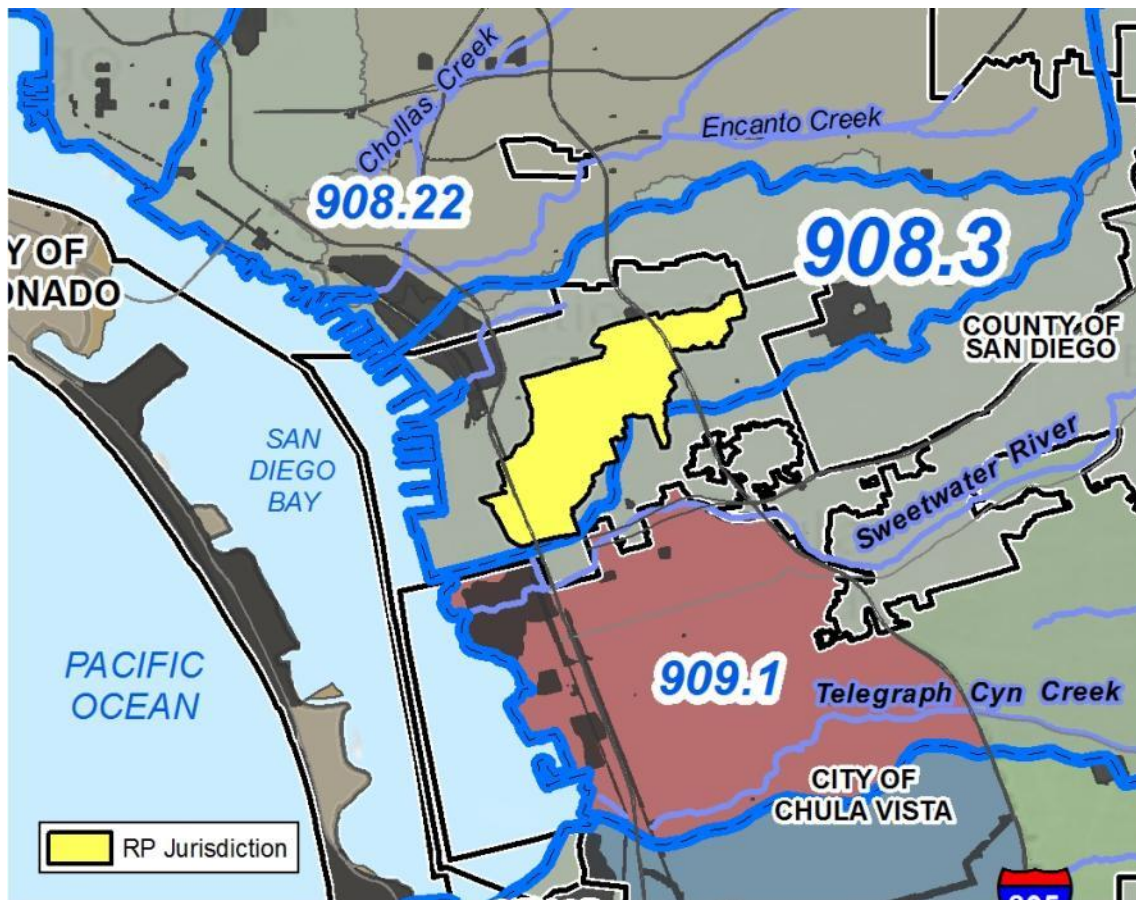 Chollas Creek
Encanto Creek
908.22
908.3
Y OF
ONADO
COUNTY OF
SAN DIEGO
SAN
DIEGO
BAY
Sweetwater River
PACIFIC
OCEAN
909.1
Telegraph Cyn Creek
CITY OF
CHULA VISTA
RP Jurisdiction